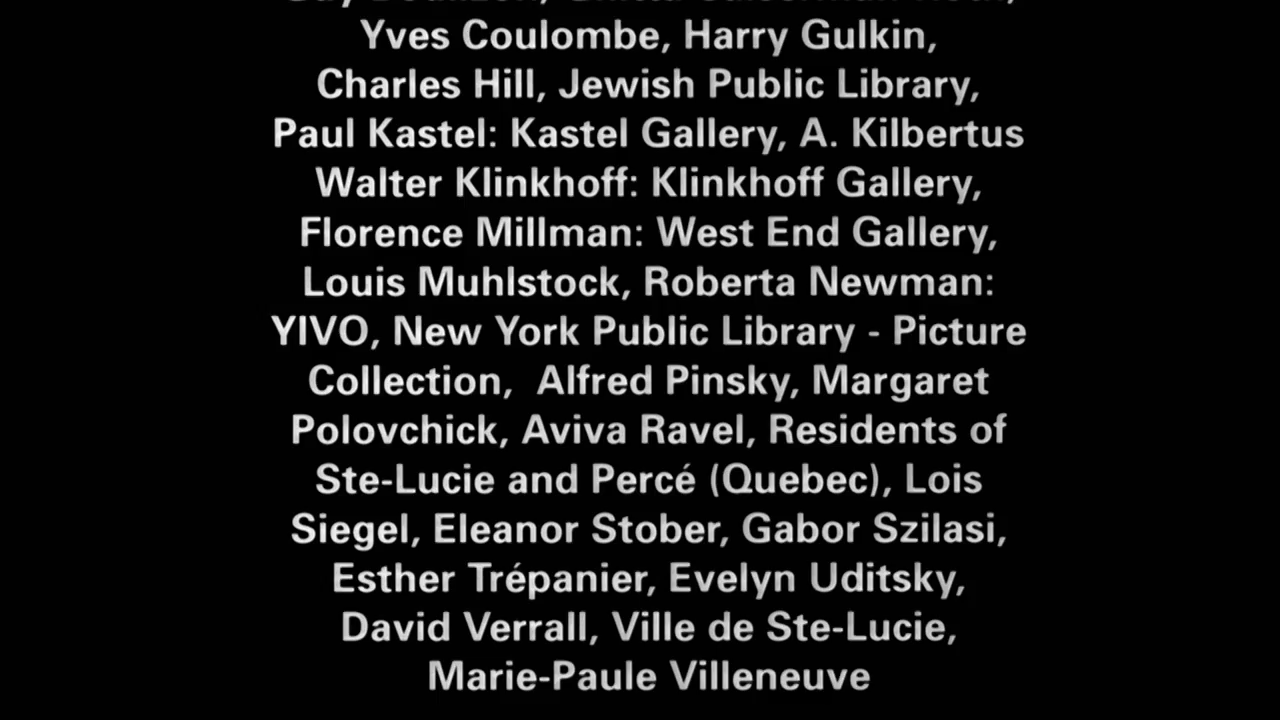 Yves Coulombe, Harry Gulkin,
Charles Hill, Jewish Public Library,
Paul Kastel: Kastel Gallery, A. Kilbertus
Walter Klinkhoff: Klinkhoff Gallery,
Florence Millman: West End Gallery,
Louis Muhlstock, Roberta Newman:
YIVO, New York Public Library - Picture
Collection,  Alfred Pinsky, Margaret
Polovchick, Aviva Ravel, Residents of
Ste-Lucie and Percé (Quebec), Lois
Siegel, Eleanor Stober, Gabor Szilasi,
Esther Trépanier, Evelyn Uditsky,
David Verrall, Ville de Ste-Lucie,
Marie-Paule Villeneuve